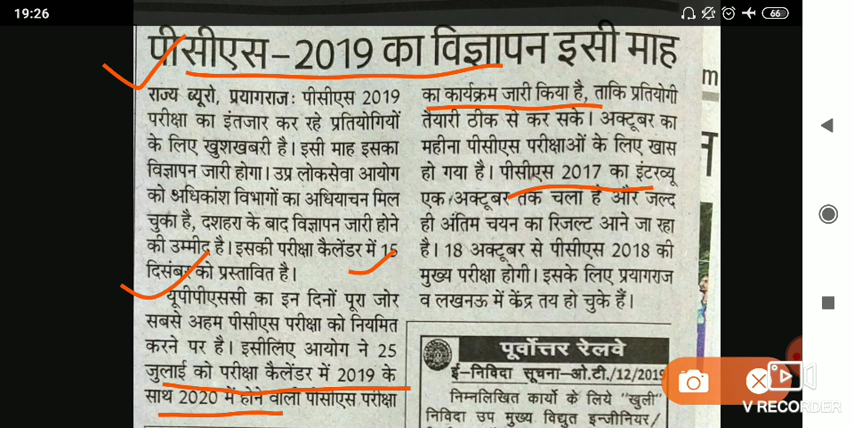 19:26
66
पीसीएस-2019 का विज्ञापन इसी माह
राज्य ब्यूरो, प्रयागराज: पीसीएस 2019
परीक्षा का इंतजार कर रहे प्रतियोगियों
के लिए खुशखबरी है। इसी माह इसका
विज्ञापन जारी होगा। उप्र लोकसेवा आयोग
को अधिकांश विभागों का अधियाचन मिल
चुका है, दशहरा के बाद विज्ञापन जारी होने
की उम्मीद है। इसकी परीक्षा कैलेंडर में 15
दिसंबर को प्रस्तावित है।
यूपीपीएससी का इन दिनों पूरा जोर
सबसे अहम पीसीएस परीक्षा को नियमित
करने पर है। इसीलिए आयोग ने 25
जुलाई को परीक्षा कैलेंडर में 2019 के
साथ 2020 में होने वाली पीसीएस परीक्षा
का कार्यक्रम जारी किया है, ताकि प्रतियोगी
तैयारी ठीक से कर सके। अक्टूबर का
महीना पीसीएस परीक्षाओं के लिए खास
हो गया है। पीसीएस 2017 का इंटरव्यू
एक अक्टूबर तक चला है और जल्द
ही अंतिम चयन का रिजल्ट आने जा रहा
है। 18 अक्टूबर से पीसीएस 2018 की
मुख्य परीक्षा होगी। इसके लिए प्रयागराज
व लखनऊ में केंद्र तय हो चुके हैं।
पूर्वोत्तर रेलवे
ई-निविदा सूचना-ओ.टी./12/2019
निम्नलिखित कार्यो के लिये "खुली"
निविदा उप मुख्य विद्युत इन्जीनियर/
V RECORDER